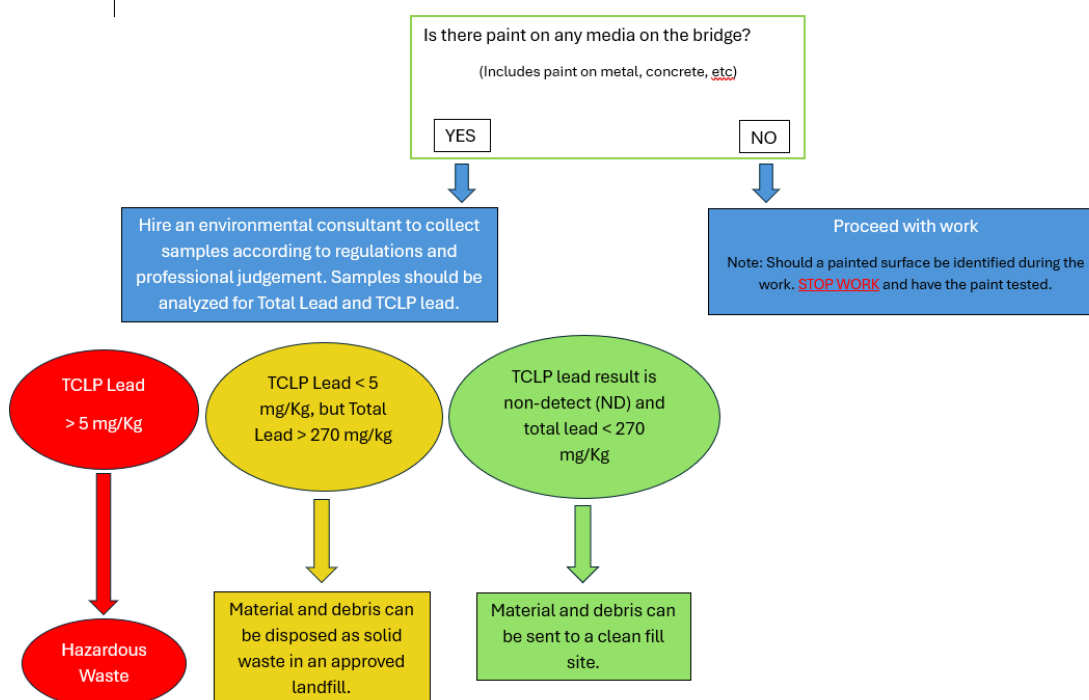 Is there paint on any media on the bridge?
(Includes paint on metal, concrete, etc)
YES
NO
Hire an environmental consultant to collect
samples according to regulations and
professional judgement. Samples should be
analyzed for Total Lead and TCLP lead.
Proceed with work
Note: Should a painted surface be identified during the
work. STOP WORK and have the paint tested.
TCLP Lead
> 5 mg/Kg
TCLP Lead < 5
mg/Kg, but Total
Lead > 270 mg/kg
TCLP lead result is
non-detect (ND) and
total lead < 270
mg/Kg
Hazardous
Waste
Material and debris can
be disposed as solid
waste in an approved
landfill.
Material and debris can
be sent to a clean fill
site.